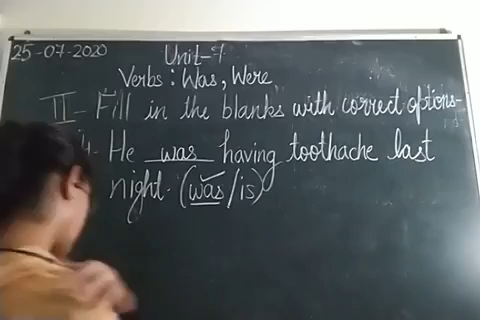 25-07-2020
Unit-7
Verbs : Was, Were
II- Fill in the blanks with correct options-
4- He was having toothache last
night. (was/is)